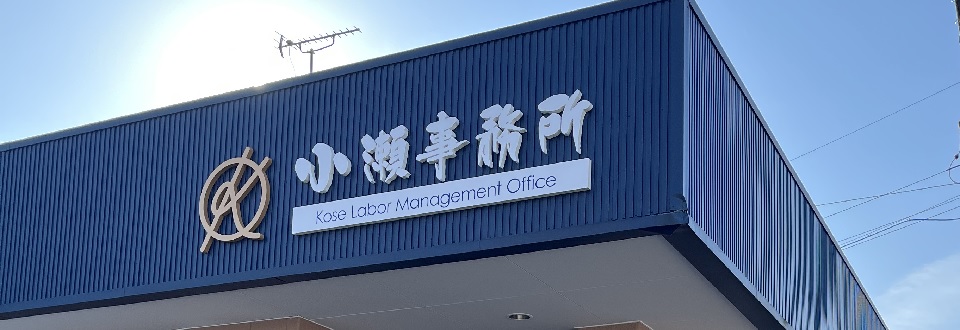 小瀬事務所
Kose Labor Management Office